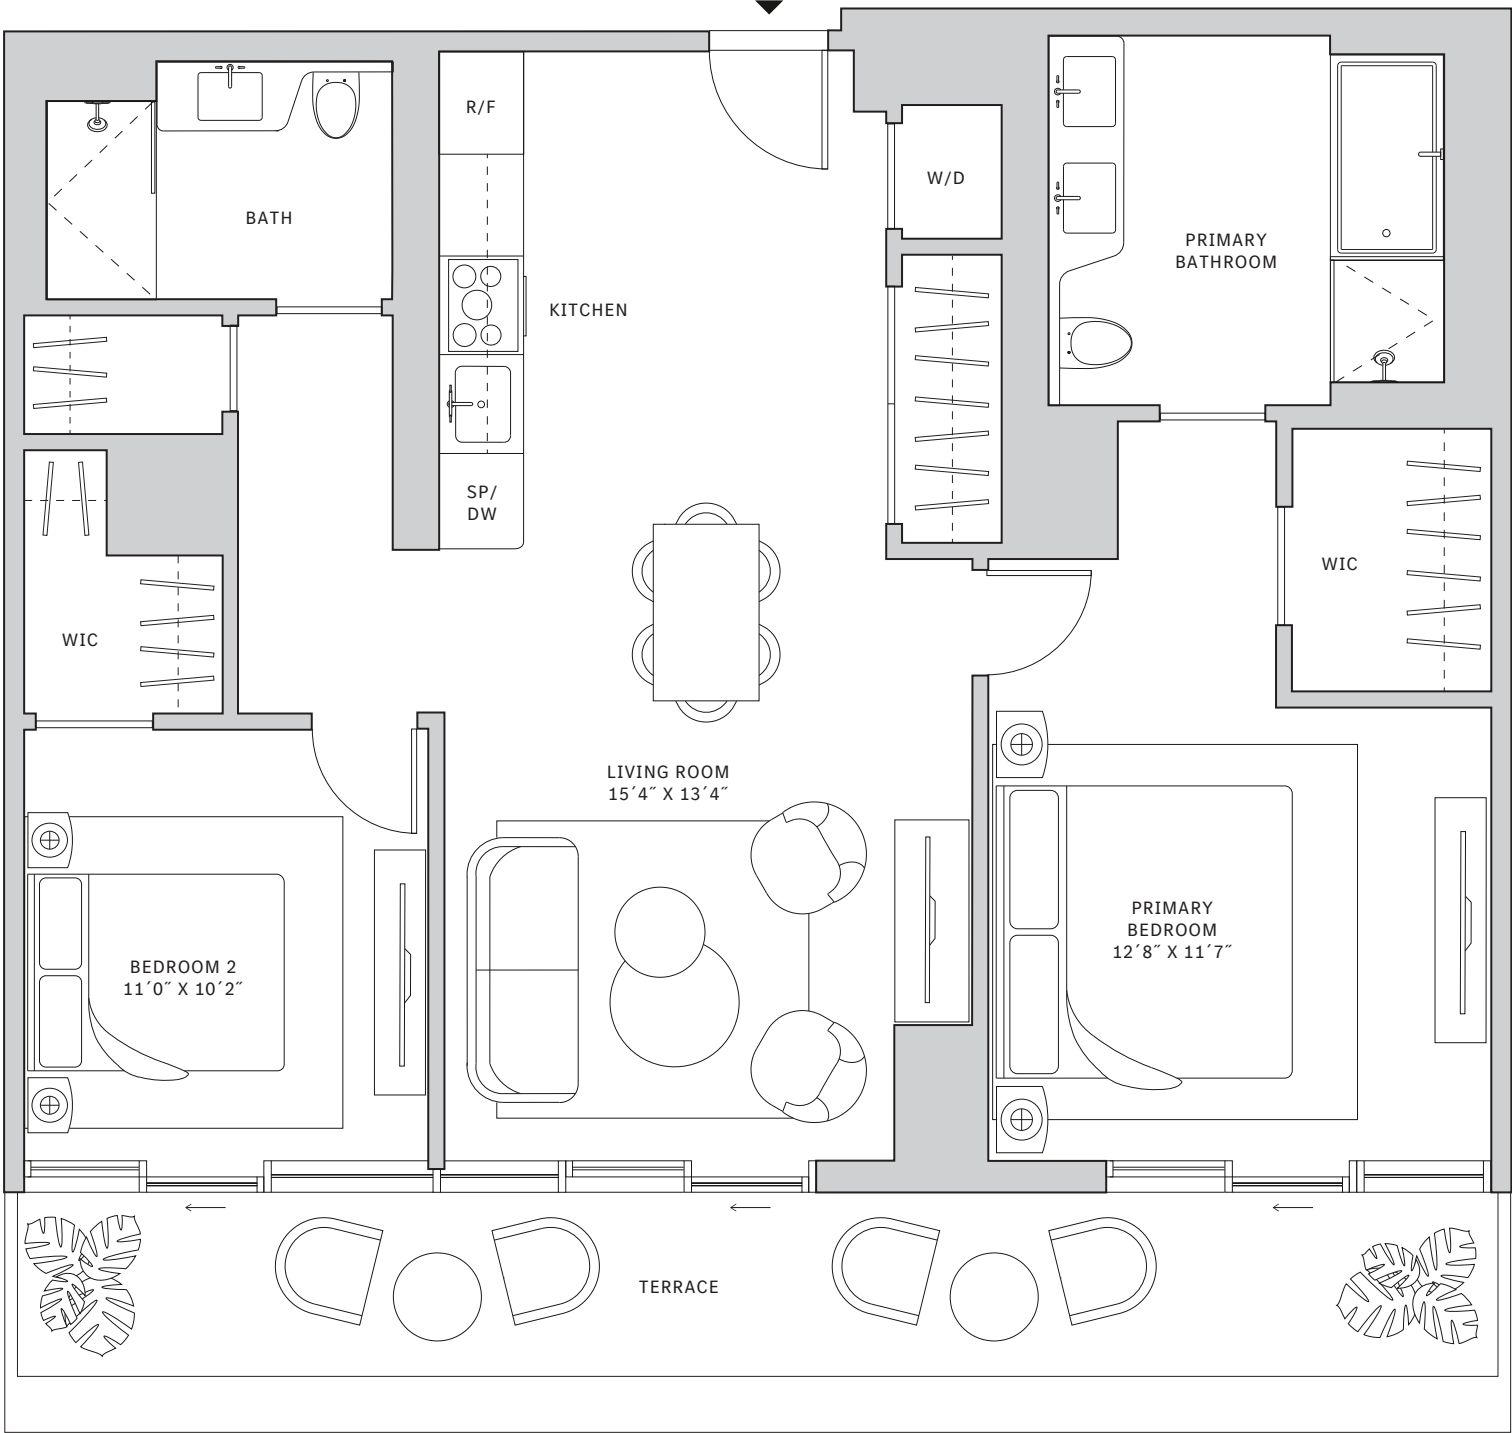 R/F
W/D
BATH
PRIMARY
BATHROOM
KITCHEN
SP/
DW
WIC
WIC
LIVING ROOM
15´4˝ X 13´4˝
PRIMARY
BEDROOM
12´8˝ X 11´7˝
BEDROOM 2
11´0˝ X 10´2˝
TERRACE